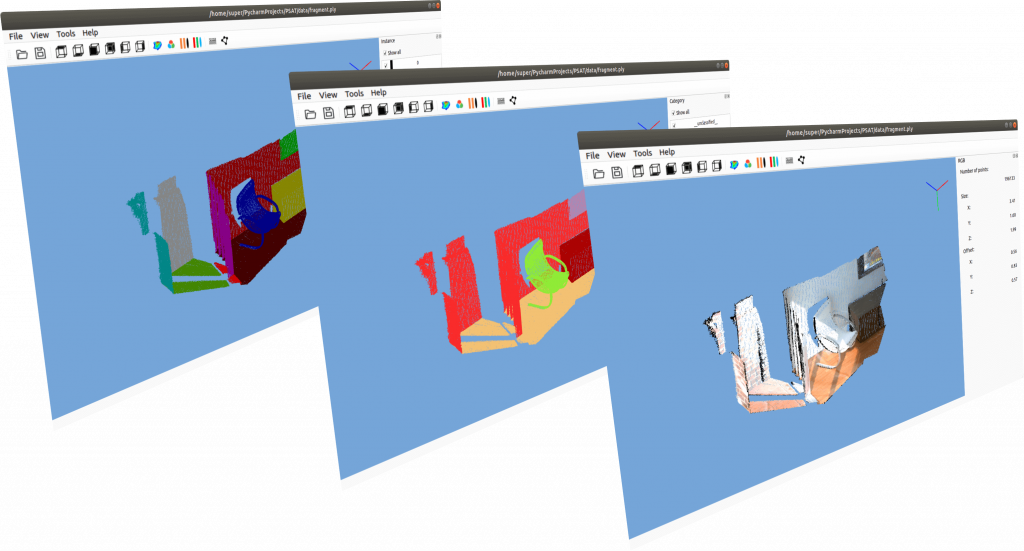 /home/super/PycharmProjects/PSAT/data/fragment.ply
File View Tools Help
Instance
Show all
/home/super/PycharmProjects/PSAT/data/fragment.ply
File View Tools Help
Category
Show all
__unclassified__
/home/super/PycharmProjects/PSAT/data/fragment.ply
File View Tools Help
RGB
Number of points:
Size:
X:
Y:
Z:
Offset:
X:
Y:
Z: